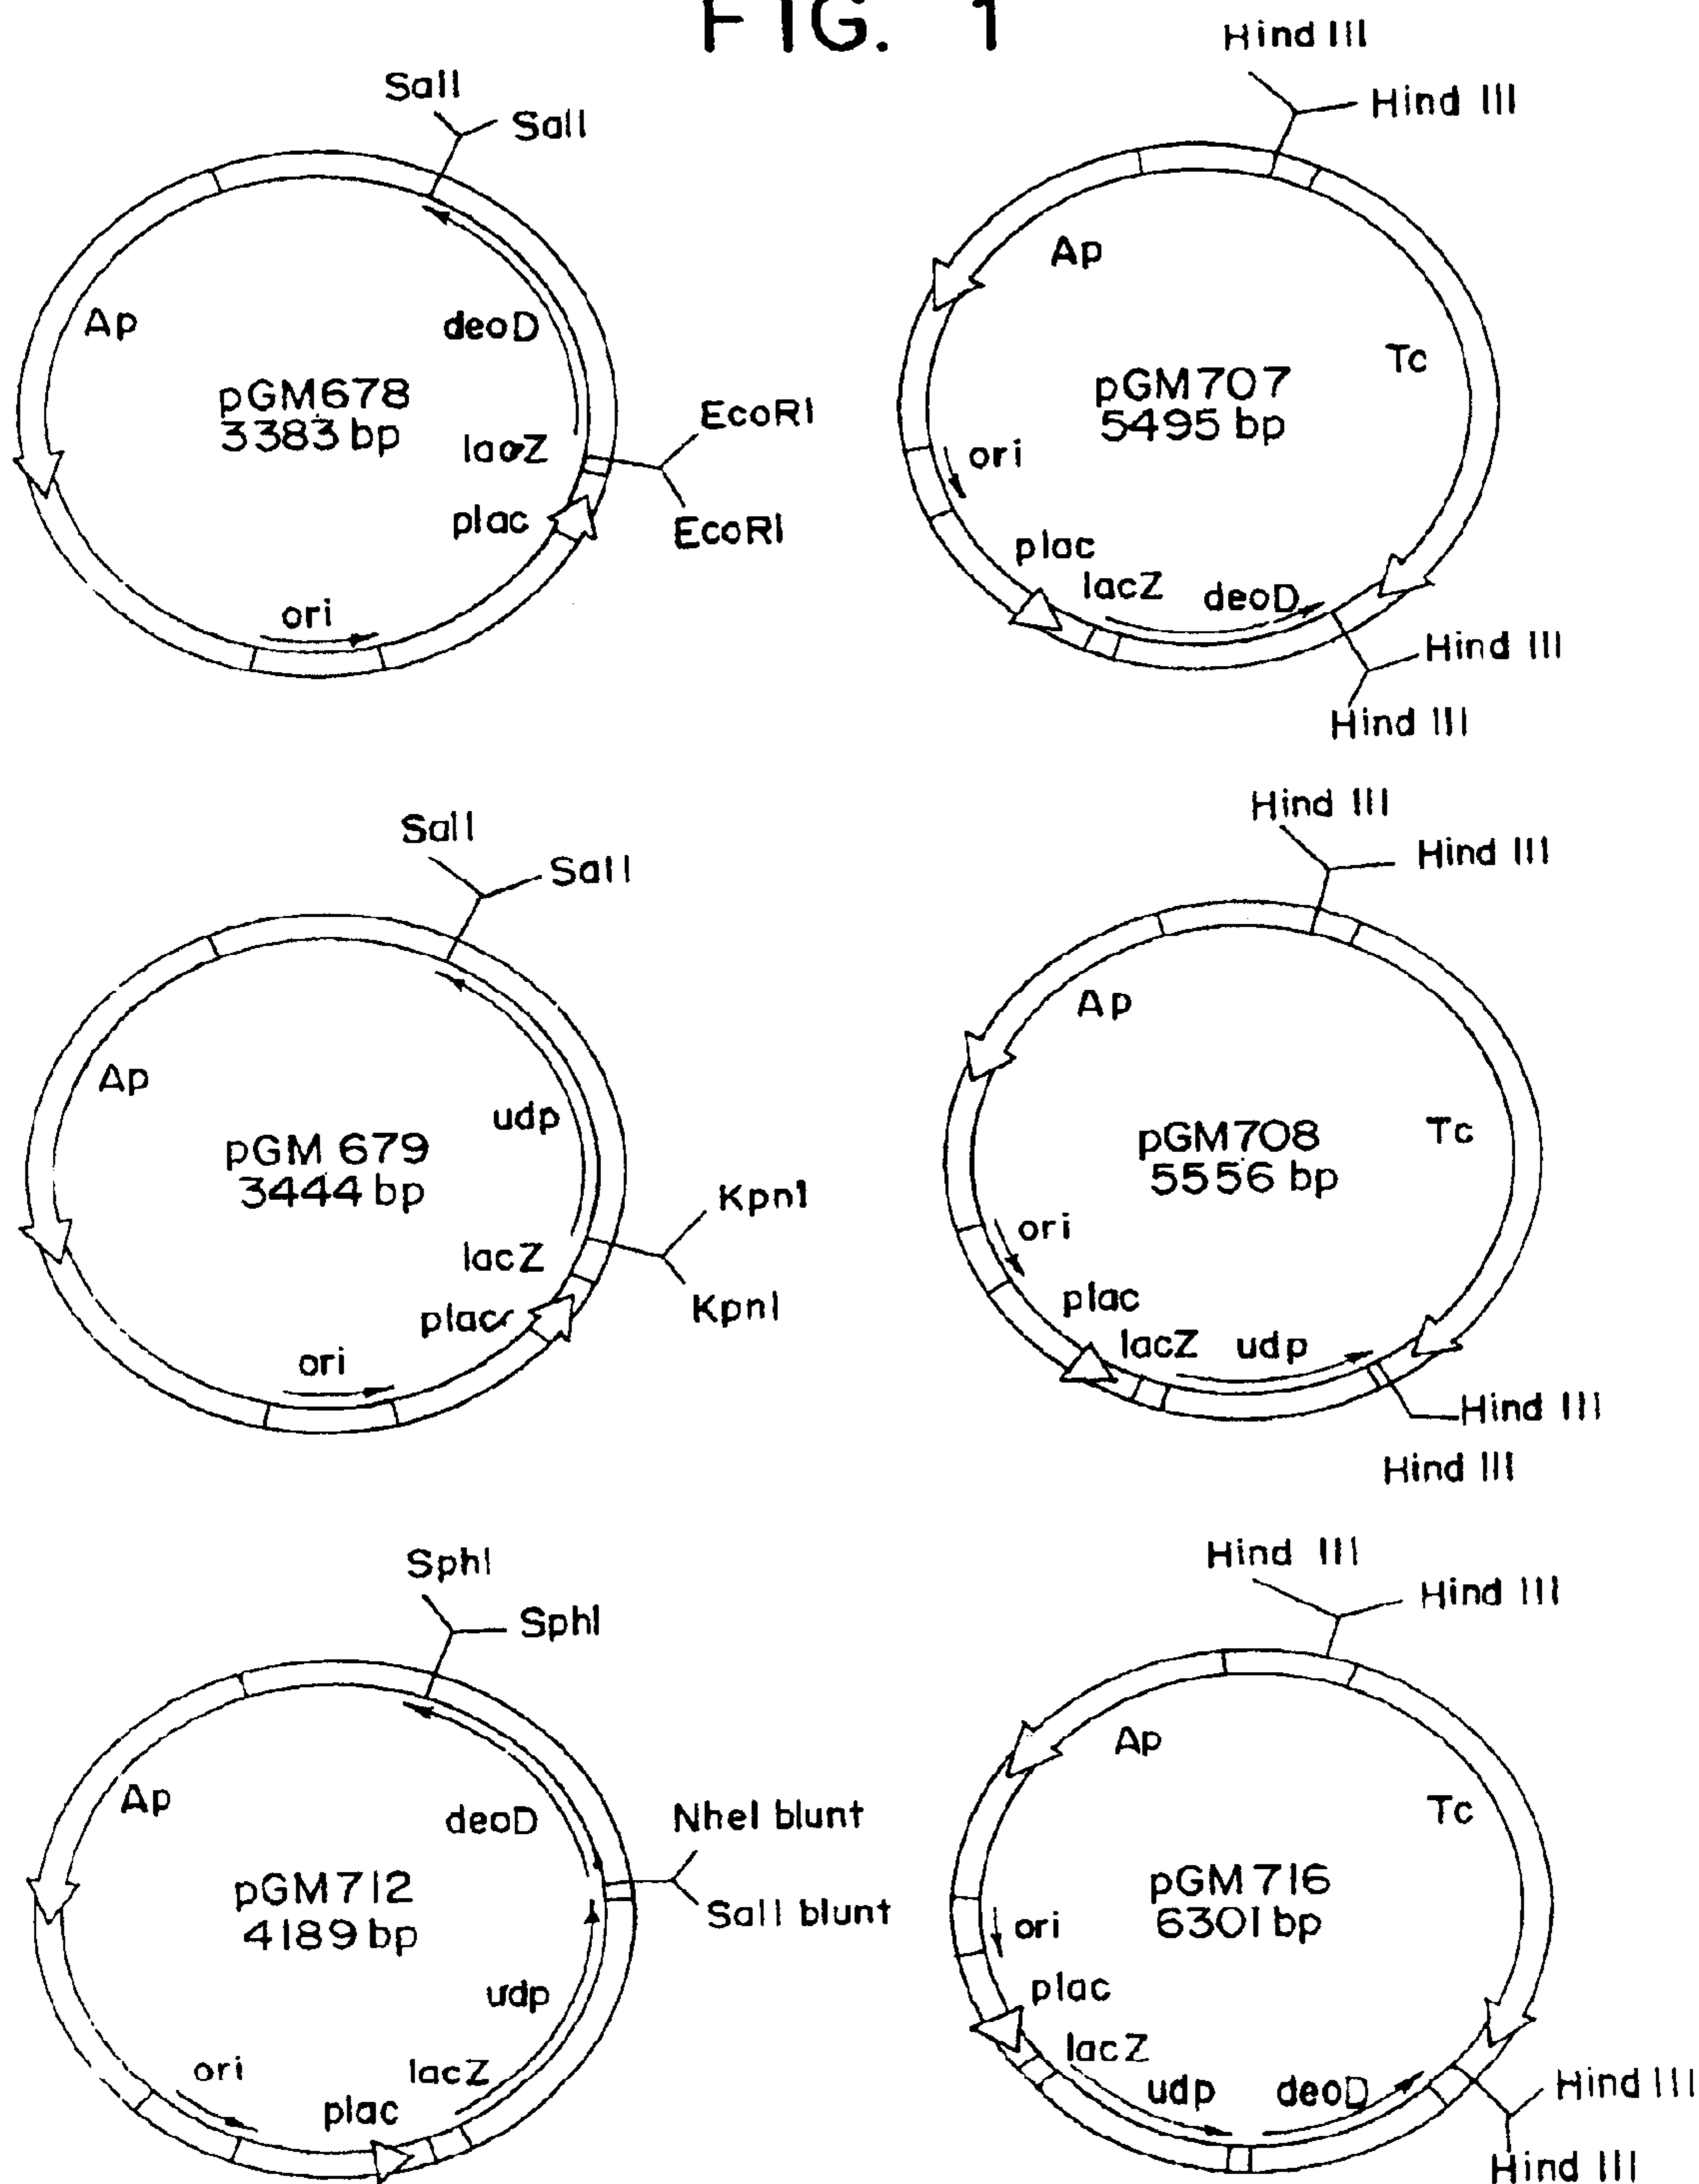 FIG. 1
SalI
SalI
Ap
deoD
pGM678
3383 bp
lacZ
plac
ori
EcoRI
EcoRI
Hind III
Hind III
Ap
Tc
pGM707
5495 bp
ori
plac
lacZ
deoD
Hind III
Hind III
SalI
SalI
Ap
udp
pGM 679
3444 bp
lacZ
plac
ori
KpnI
KpnI
Hind III
Hind III
Ap
Tc
pGM708
5556 bp
ori
plac
lacZ
udp
Hind III
Hind III
SphI
SphI
Ap
deoD
NheI blunt
SalI blunt
pGM712
4189 bp
udp
ori
lacZ
plac
Hind III
Hind III
Ap
Tc
pGM 716
6301 bp
ori
plac
lacZ
udp
deoD
Hind III
Hind III